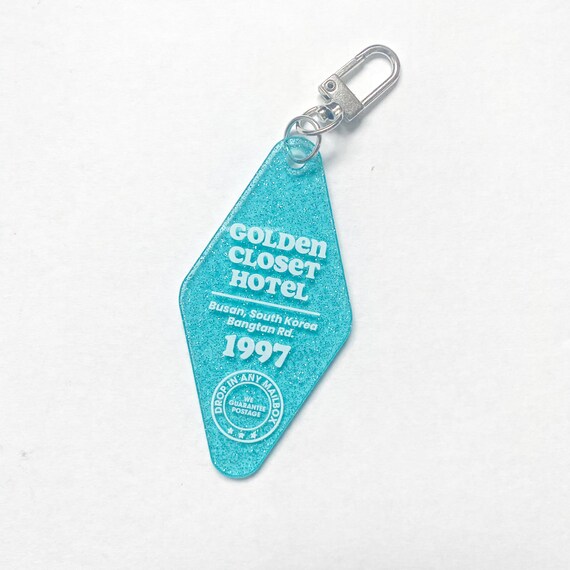 GOLDen
CLOSeT
HOTeL
Busan, South Korea
Bangtan Rd.
1997
DROP IN ANY MAILBOX
WE
GUARANTEE
POSTAGE